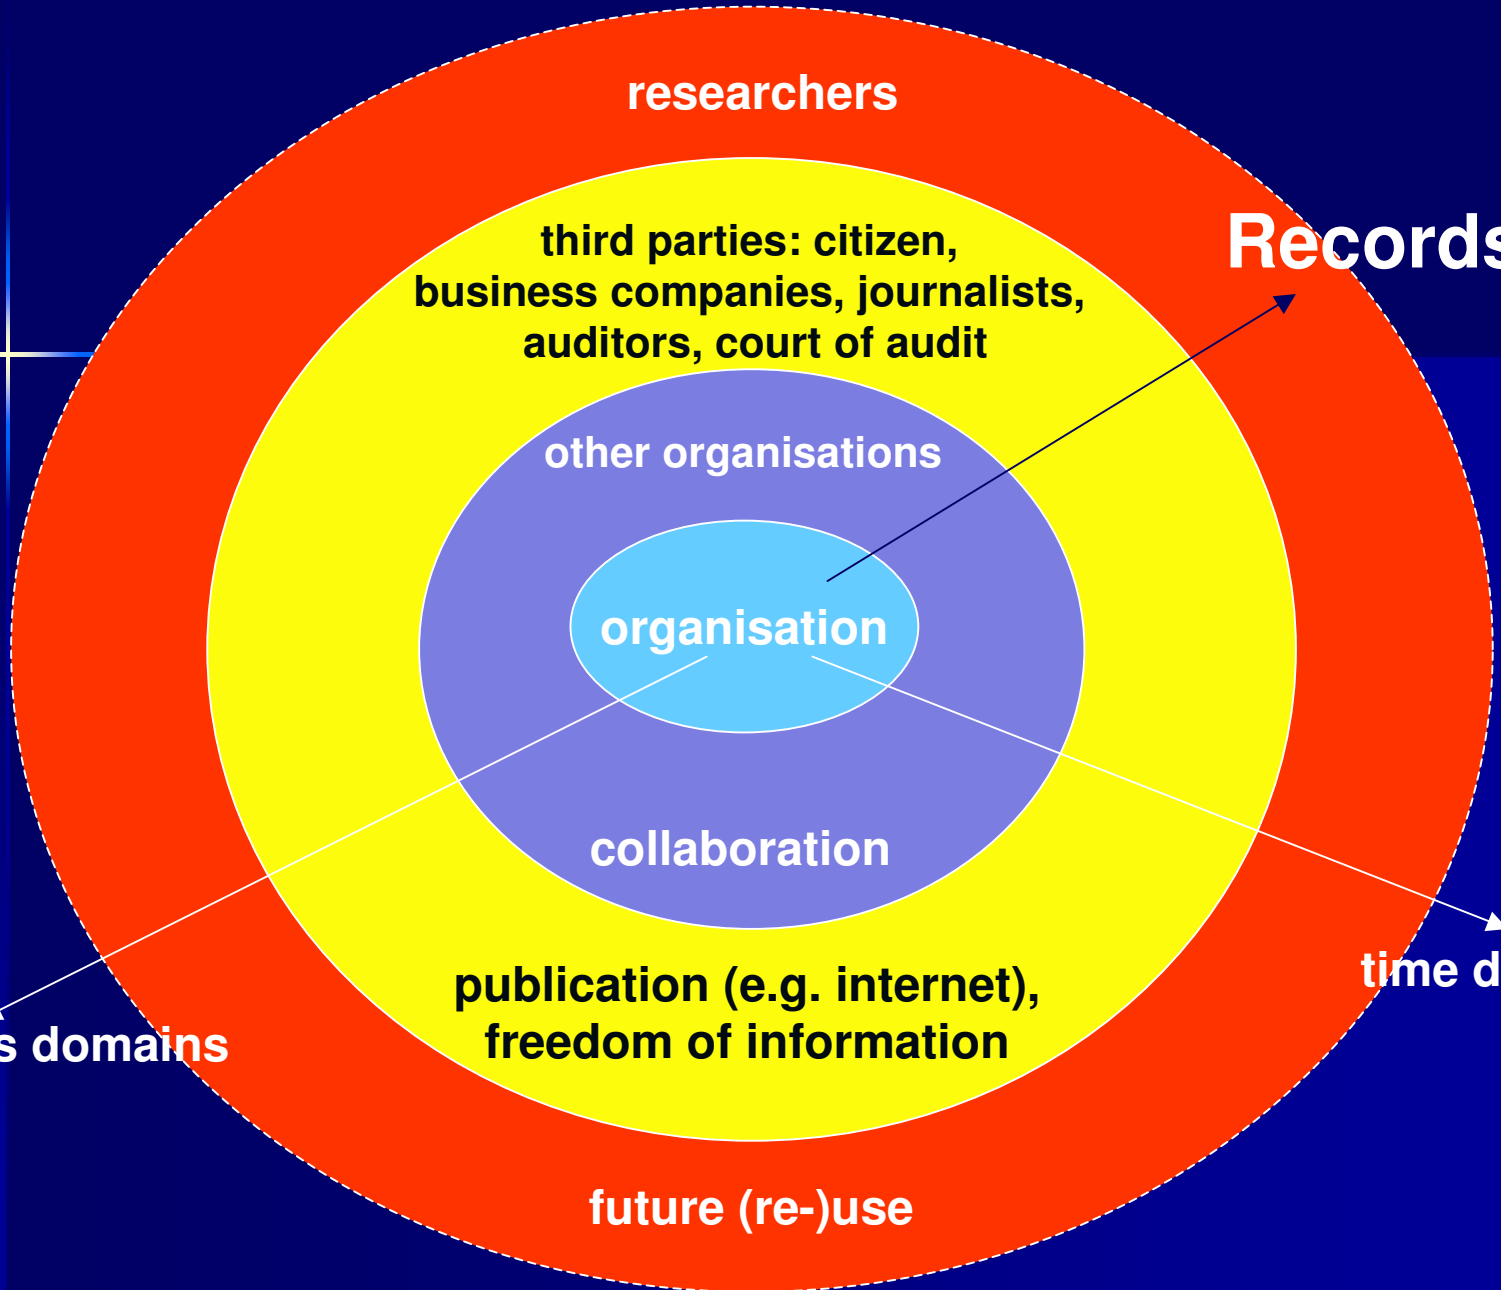 researchers
Records
third parties: citizen,
business companies, journalists,
auditors, court of audit
other organisations
organisation
collaboration
time
publication (e.g. internet),
freedom of information
domains
future (re-)use